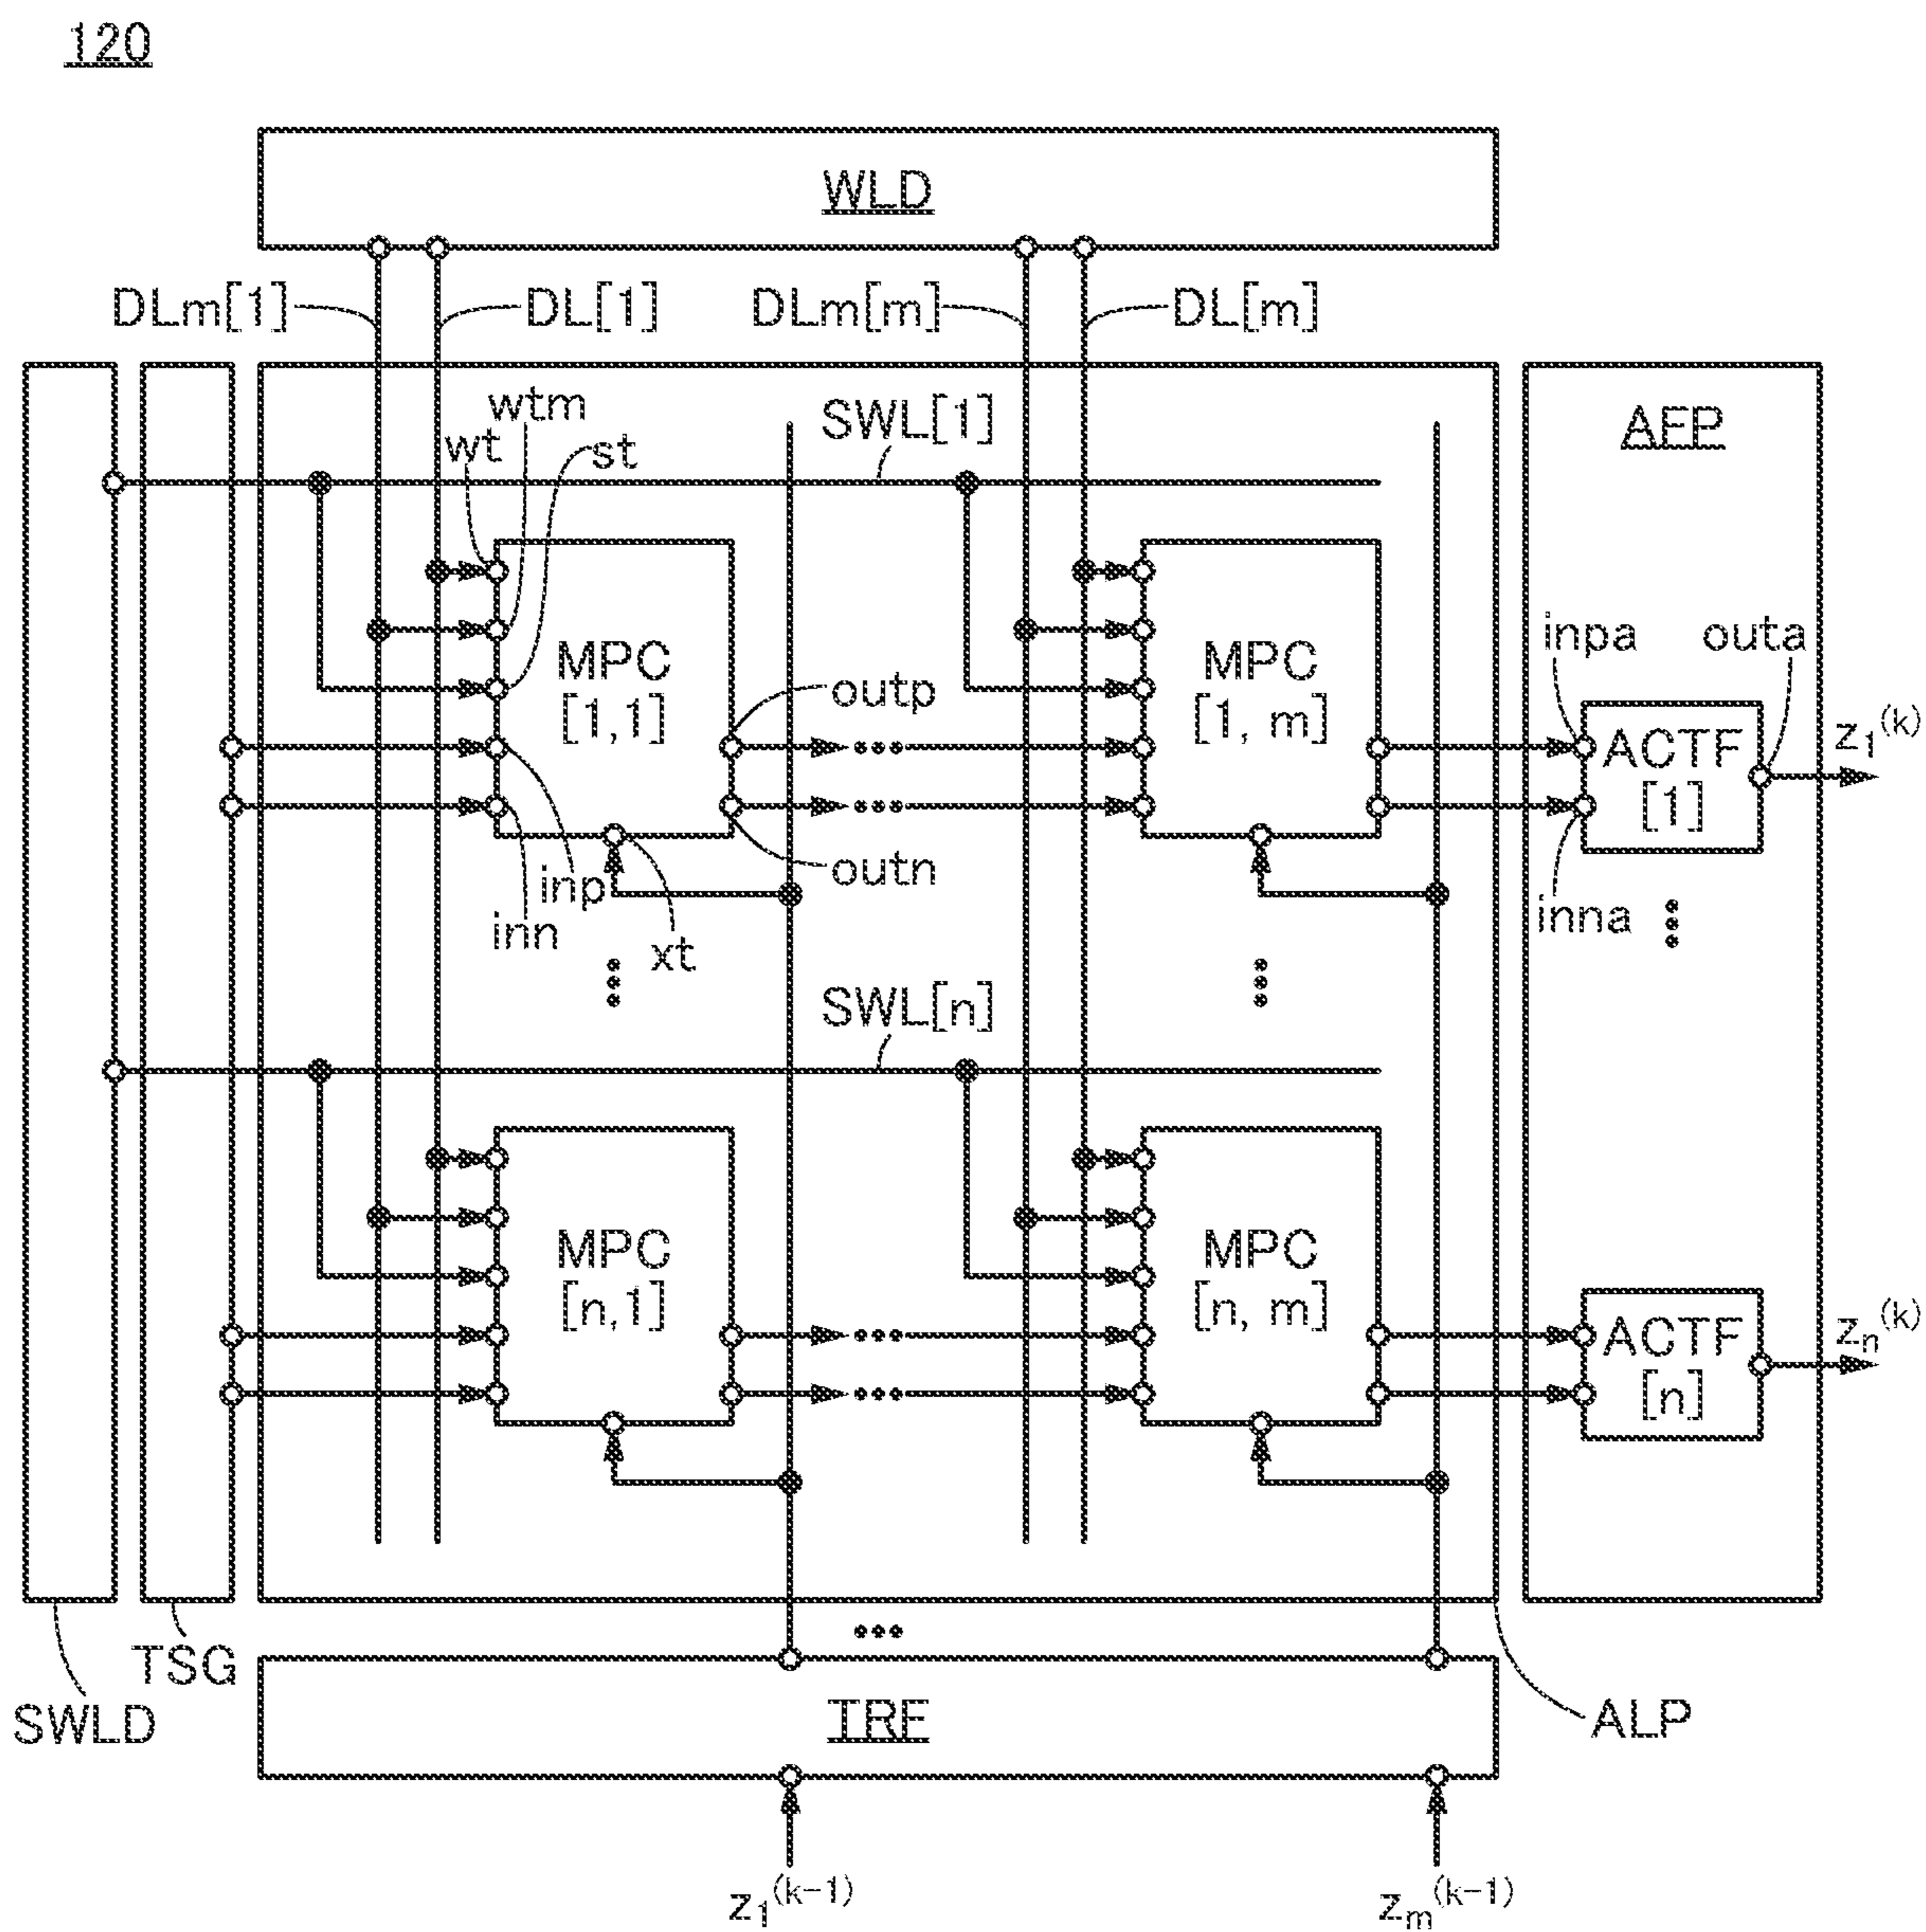 120
WLD
DLm[1]
DL[1]
DLm[m]
DL[m]
wtm
wt
st
SWL[1]
AFP
MPC
[1,1]
MPC
[1, m]
outp
outn
inp
inn
xt
inpa
outa
ACTF
[1]
inna
z1(k)
SWL[n]
MPC
[n,1]
MPC
[n, m]
ACTF
[n]
zn(k)
TSG
SWLD
IRF
ALP
z1(k-1)
zm(k-1)